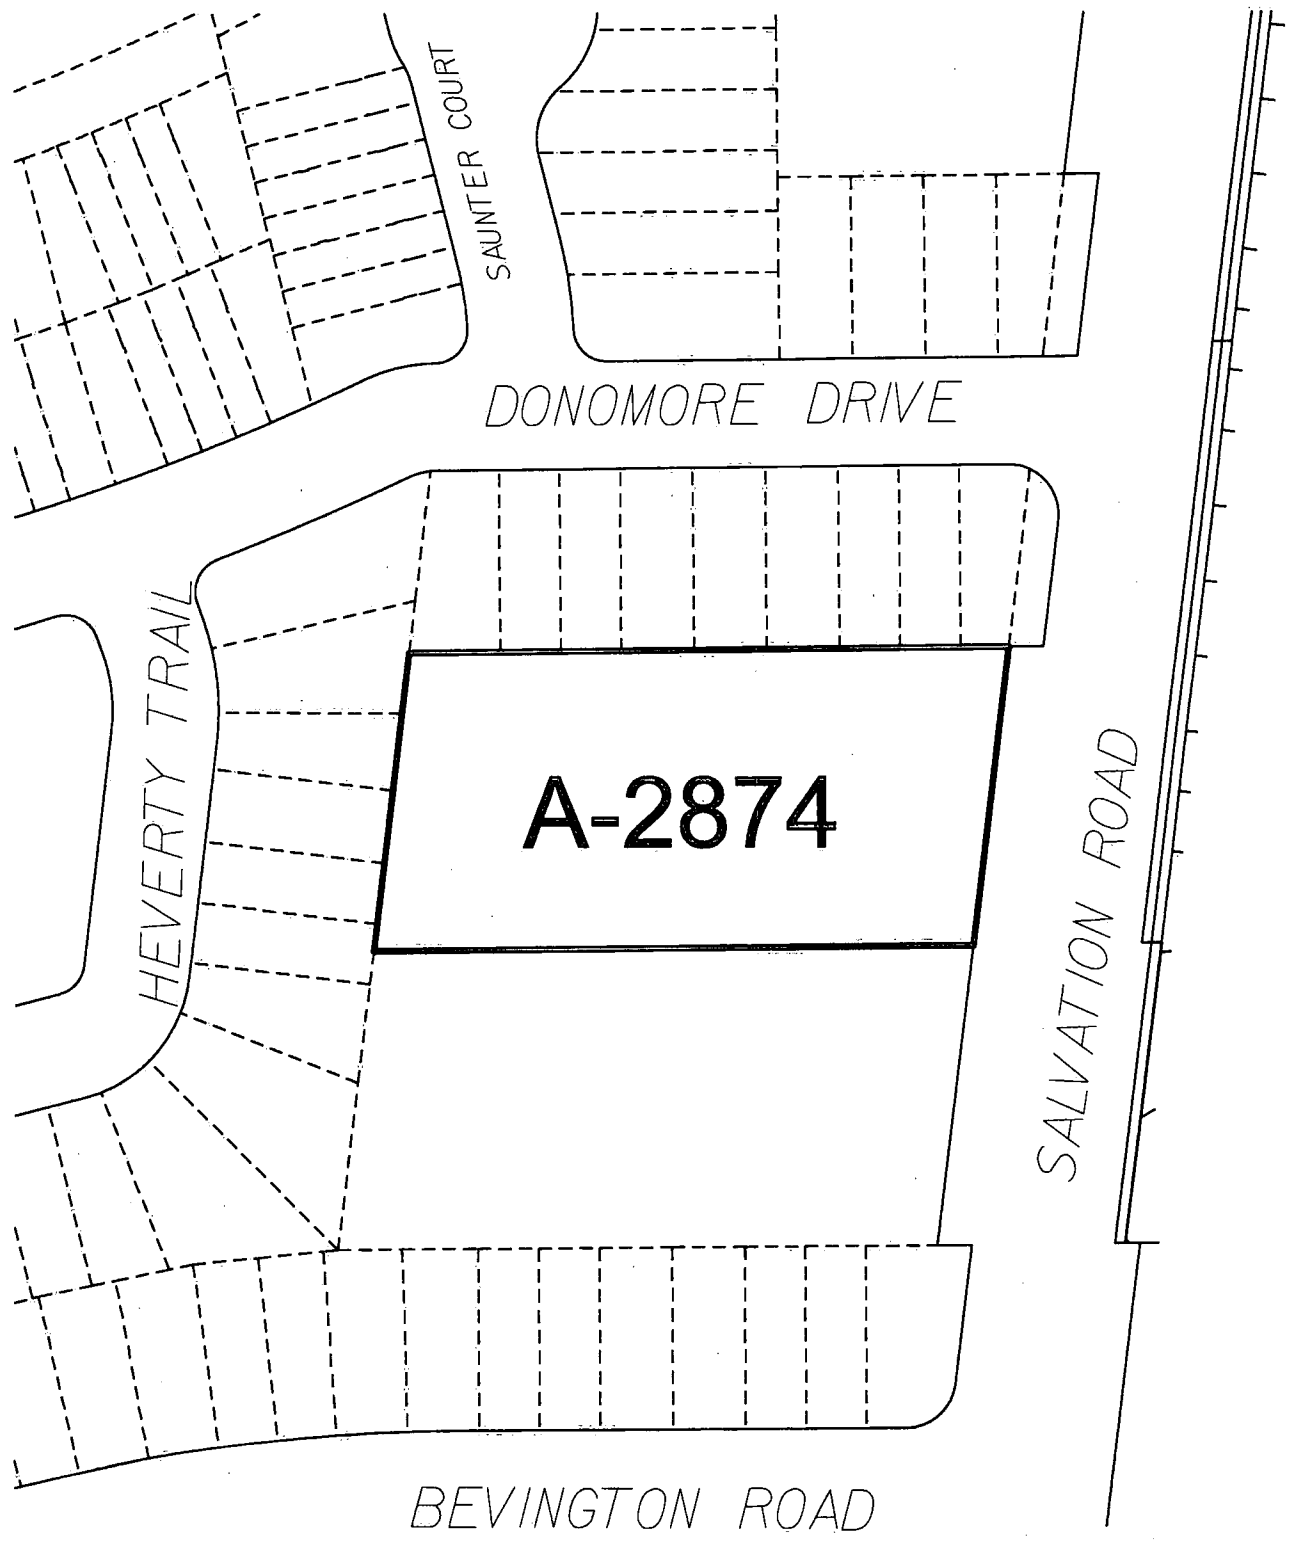 SAUNTER COURT
DONOMORE DRIVE
HEVERTY TRAIL
A-2874
SALVATION ROAD
BEVINGTON ROAD